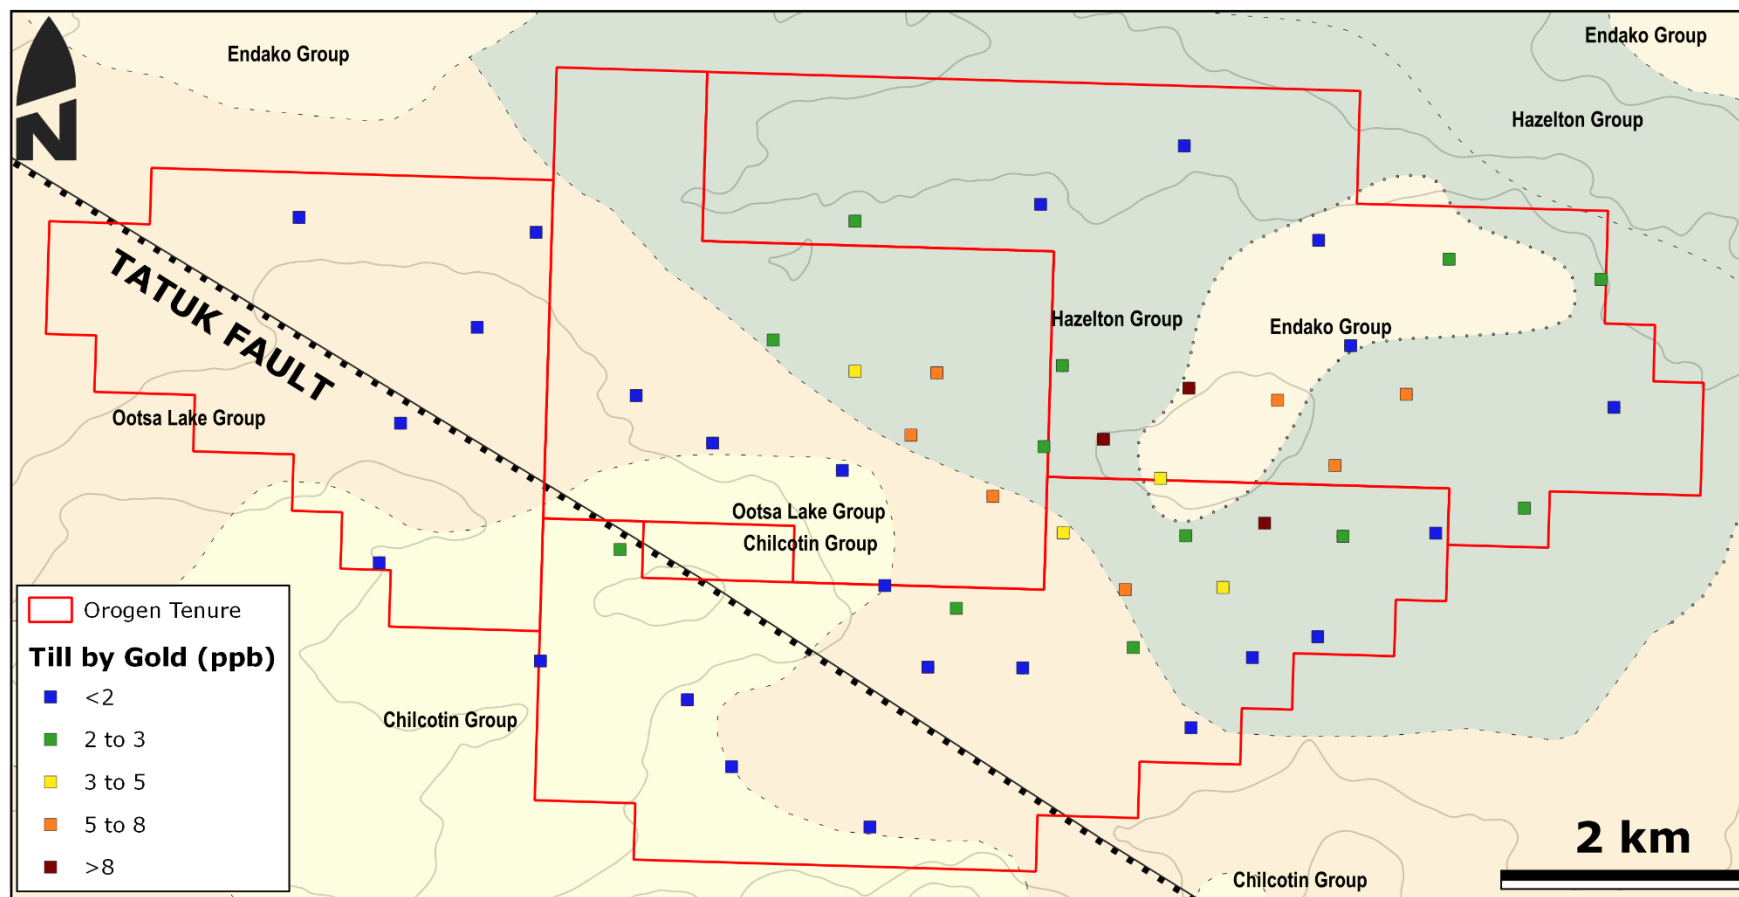 Endako Group
Endako Group
Hazelton Group
N
TATUK FAULT
Hazelton Group
Endako Group
Ootsa Lake Group
Ootsa Lake Group
Chilcotin Group
Orogen Tenure
Till by Gold (ppb)
<2
2 to 3
3 to 5
5 to 8
>8
Chilcotin Group
2 km
Chilcotin Group